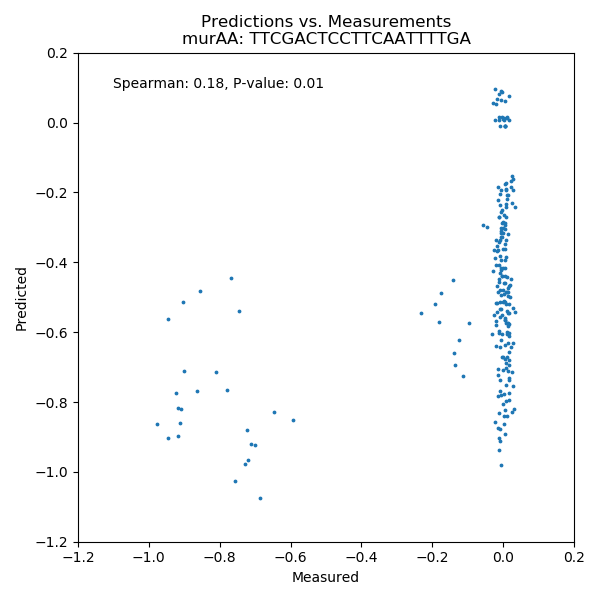 Predictions vs. Measurements
murAA: TTCGACTCCTTCAATTTTGA
Spearman: 0.18, P-value: 0.01
Predicted
0.2
0.0
−0.2
−0.4
−0.6
−0.8
−1.0
−1.2
−1.2 −1.0 −0.8 −0.6 −0.4 −0.2 0.0 0.2
Measured